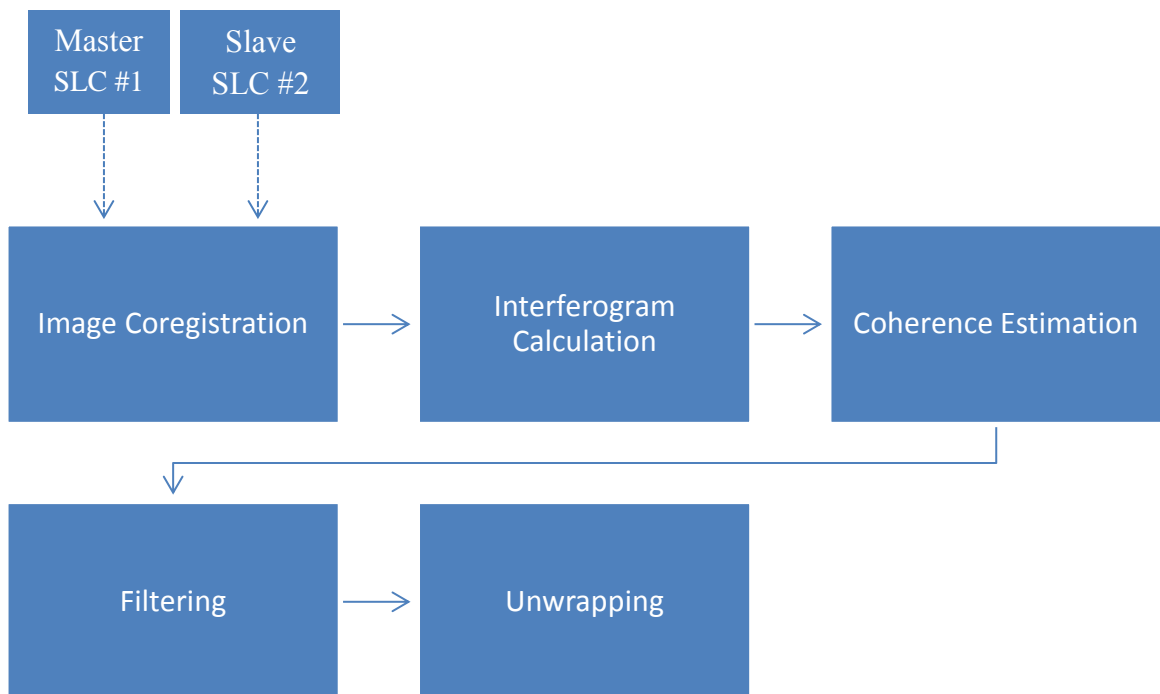 Master
SLC #1
Slave
SLC #2
Image Coregistration
Interferogram
Calculation
Coherence Estimation
Filtering
Unwrapping